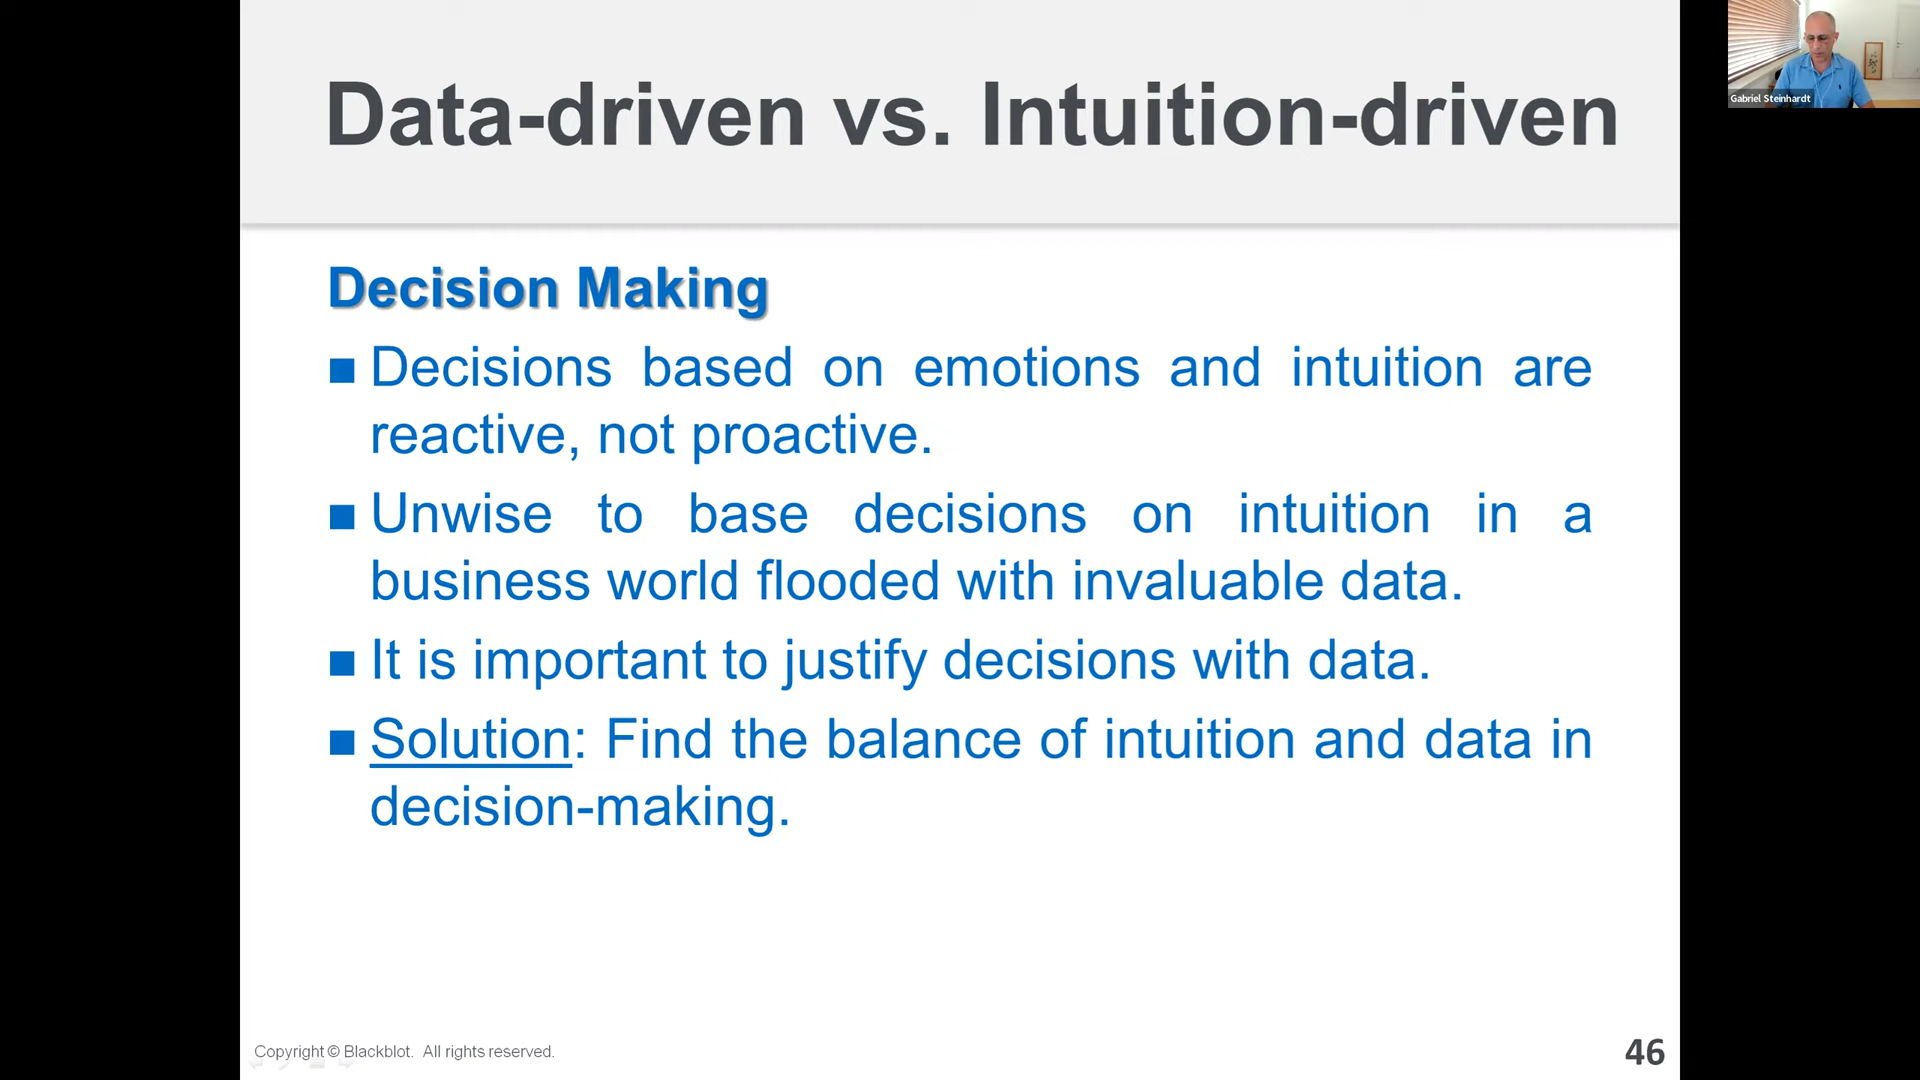 Data-driven vs. Intuition-driven
Gabriel Steinhardt
Decision Making
Decisions based on emotions and intuition are
reactive, not proactive.
Unwise to base decisions on intuition in a
business world flooded with invaluable data.
It is important to justify decisions with data.
Solution: Find the balance of intuition and data in
decision-making.
Copyright © Blackblot. All rights reserved.
46